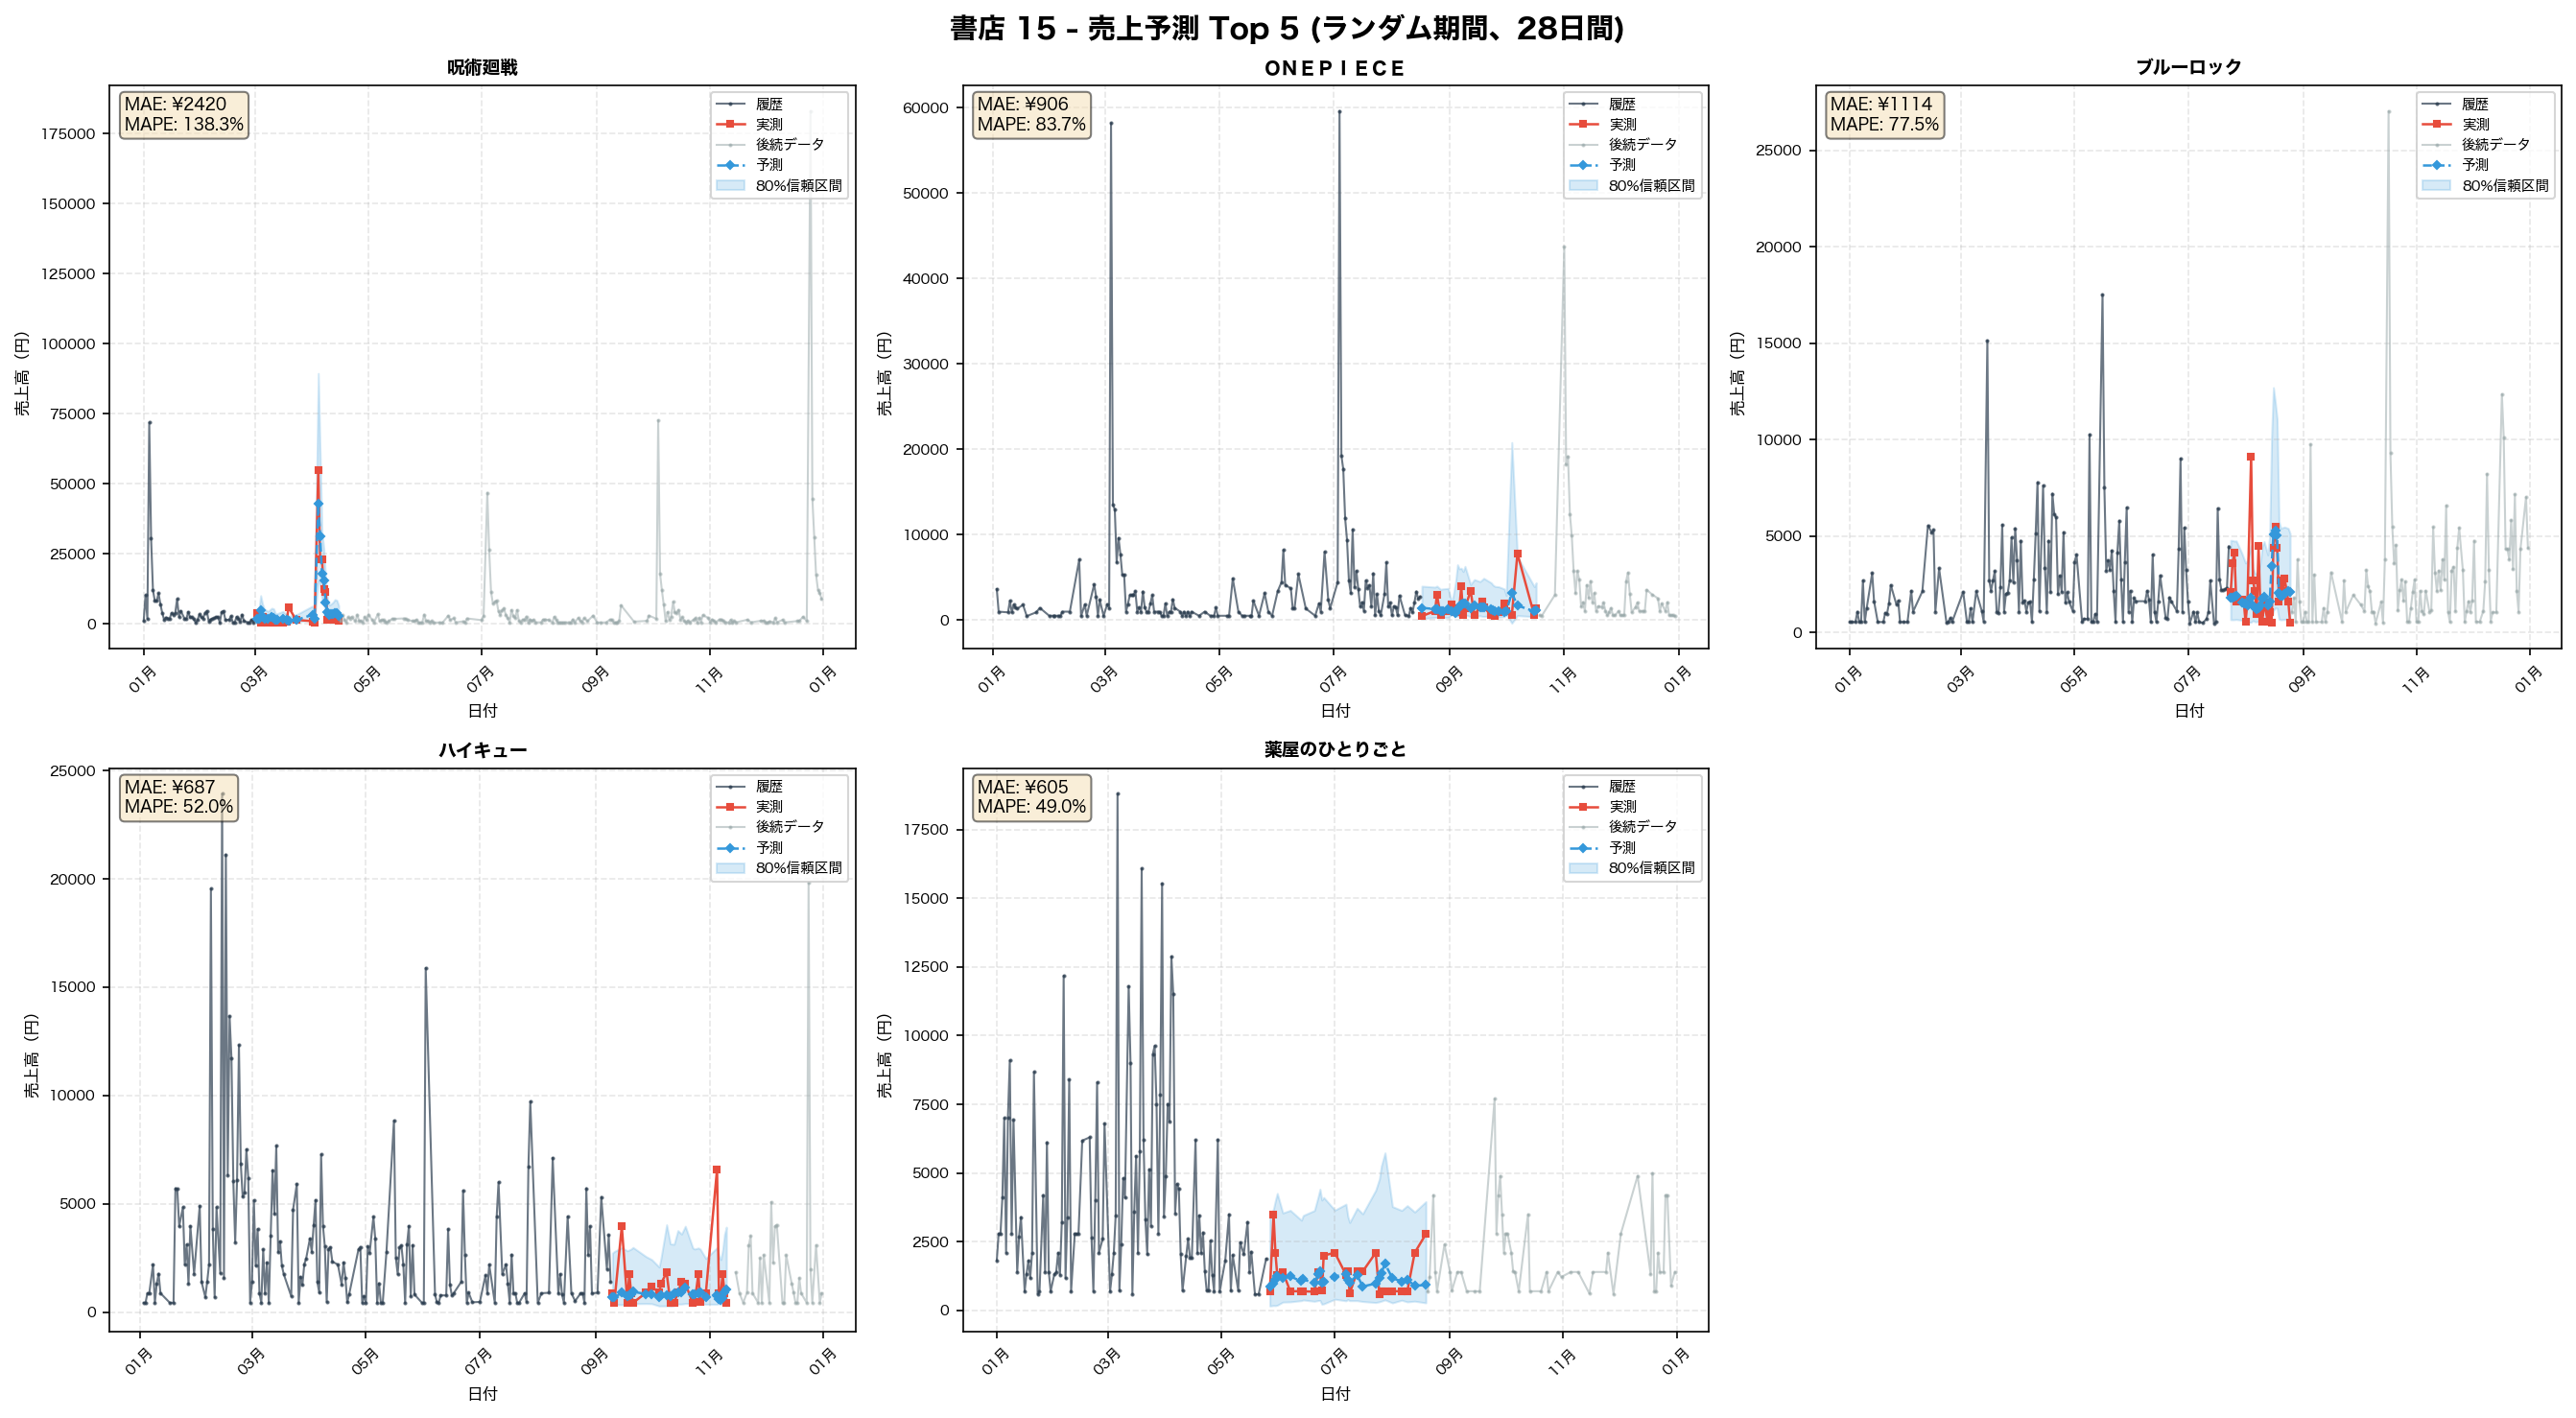 書店 15 - 売上予測 Top 5 (ランダム期間、28日間)
呪術廻戦
MAE: ¥2420
MAPE: 138.3%
履歴
実測
後続データ
予測
80%信頼区間
売上高（円）
175000
150000
125000
100000
75000
50000
25000
0
01月
03月
05月
07月
09月
11月
01月
日付
ＯＮＥＰＩＥＣＥ
MAE: ¥906
MAPE: 83.7%
履歴
実測
後続データ
予測
80%信頼区間
売上高（円）
60000
50000
40000
30000
20000
10000
0
01月
03月
05月
07月
09月
11月
01月
日付
ブルーロック
MAE: ¥1114
MAPE: 77.5%
履歴
実測
後続データ
予測
80%信頼区間
売上高（円）
25000
20000
15000
10000
5000
0
01月
03月
05月
07月
09月
11月
01月
日付
ハイキュー
MAE: ¥687
MAPE: 52.0%
履歴
実測
後続データ
予測
80%信頼区間
売上高（円）
25000
20000
15000
10000
5000
0
01月
03月
05月
07月
09月
11月
01月
日付
薬屋のひとりごと
MAE: ¥605
MAPE: 49.0%
履歴
実測
後続データ
予測
80%信頼区間
売上高（円）
17500
15000
12500
10000
7500
5000
2500
0
01月
03月
05月
07月
09月
11月
01月
日付